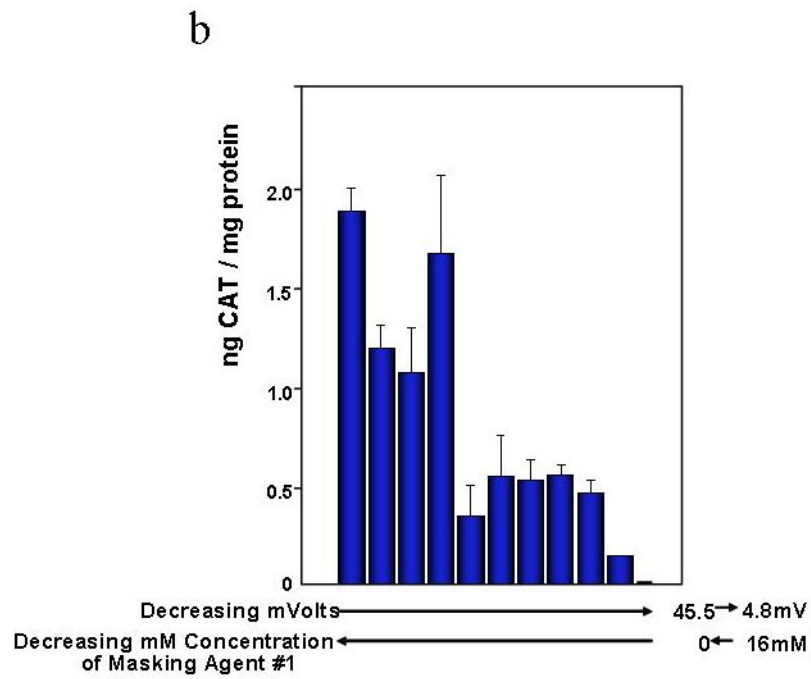 b
ng CAT / mg protein
2.0
1.5
1.0
0.5
0
Decreasing mVolts 45.5 → 4.8mV
Decreasing mM Concentration 0 ← 16mM
of Masking Agent #1